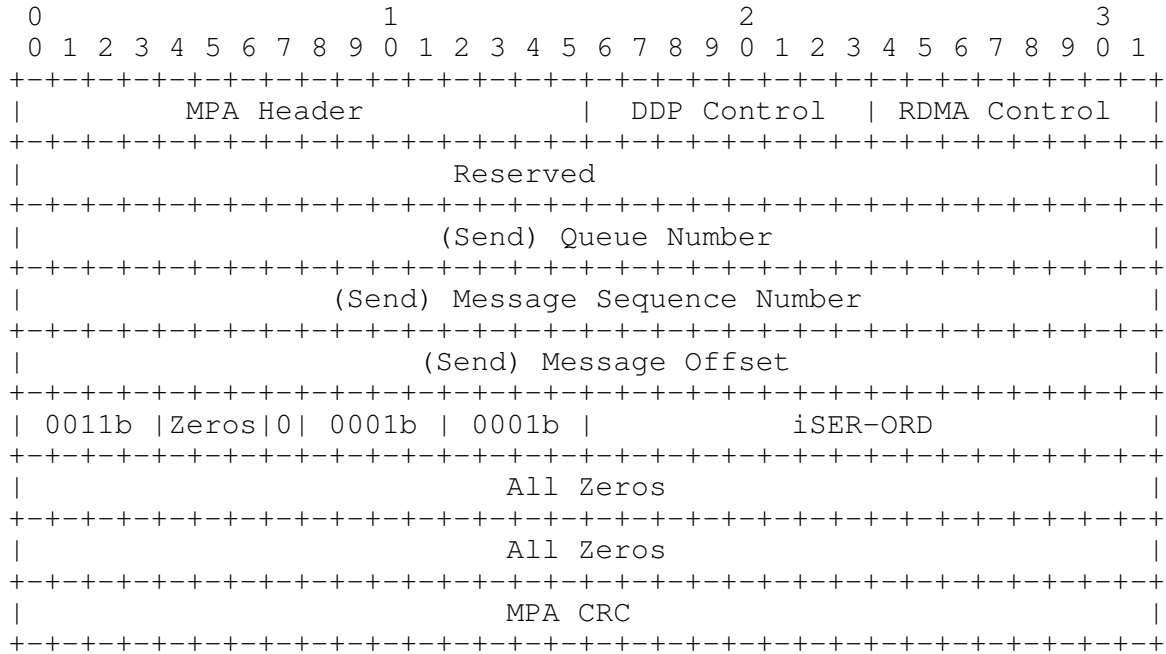 0                   1                   2                   3
 0 1 2 3 4 5 6 7 8 9 0 1 2 3 4 5 6 7 8 9 0 1 2 3 4 5 6 7 8 9 0 1
+-+-+-+-+-+-+-+-+-+-+-+-+-+-+-+-+-+-+-+-+-+-+-+-+-+-+-+-+-+-+-+-+
|         MPA Header            |  DDP Control  | RDMA Control  |
+-+-+-+-+-+-+-+-+-+-+-+-+-+-+-+-+-+-+-+-+-+-+-+-+-+-+-+-+-+-+-+-+
|                        Reserved                               |
+-+-+-+-+-+-+-+-+-+-+-+-+-+-+-+-+-+-+-+-+-+-+-+-+-+-+-+-+-+-+-+-+
|                       (Send) Queue Number                     |
+-+-+-+-+-+-+-+-+-+-+-+-+-+-+-+-+-+-+-+-+-+-+-+-+-+-+-+-+-+-+-+-+
|                 (Send) Message Sequence Number                |
+-+-+-+-+-+-+-+-+-+-+-+-+-+-+-+-+-+-+-+-+-+-+-+-+-+-+-+-+-+-+-+-+
|                      (Send) Message Offset                    |
+-+-+-+-+-+-+-+-+-+-+-+-+-+-+-+-+-+-+-+-+-+-+-+-+-+-+-+-+-+-+-+-+
| 0011b |Zeros|0| 0001b | 0001b |           iSER-ORD            |
+-+-+-+-+-+-+-+-+-+-+-+-+-+-+-+-+-+-+-+-+-+-+-+-+-+-+-+-+-+-+-+-+
|                           All Zeros                           |
+-+-+-+-+-+-+-+-+-+-+-+-+-+-+-+-+-+-+-+-+-+-+-+-+-+-+-+-+-+-+-+-+
|                           All Zeros                           |
+-+-+-+-+-+-+-+-+-+-+-+-+-+-+-+-+-+-+-+-+-+-+-+-+-+-+-+-+-+-+-+-+
|                           MPA CRC                             |
+-+-+-+-+-+-+-+-+-+-+-+-+-+-+-+-+-+-+-+-+-+-+-+-+-+-+-+-+-+-+-+-+